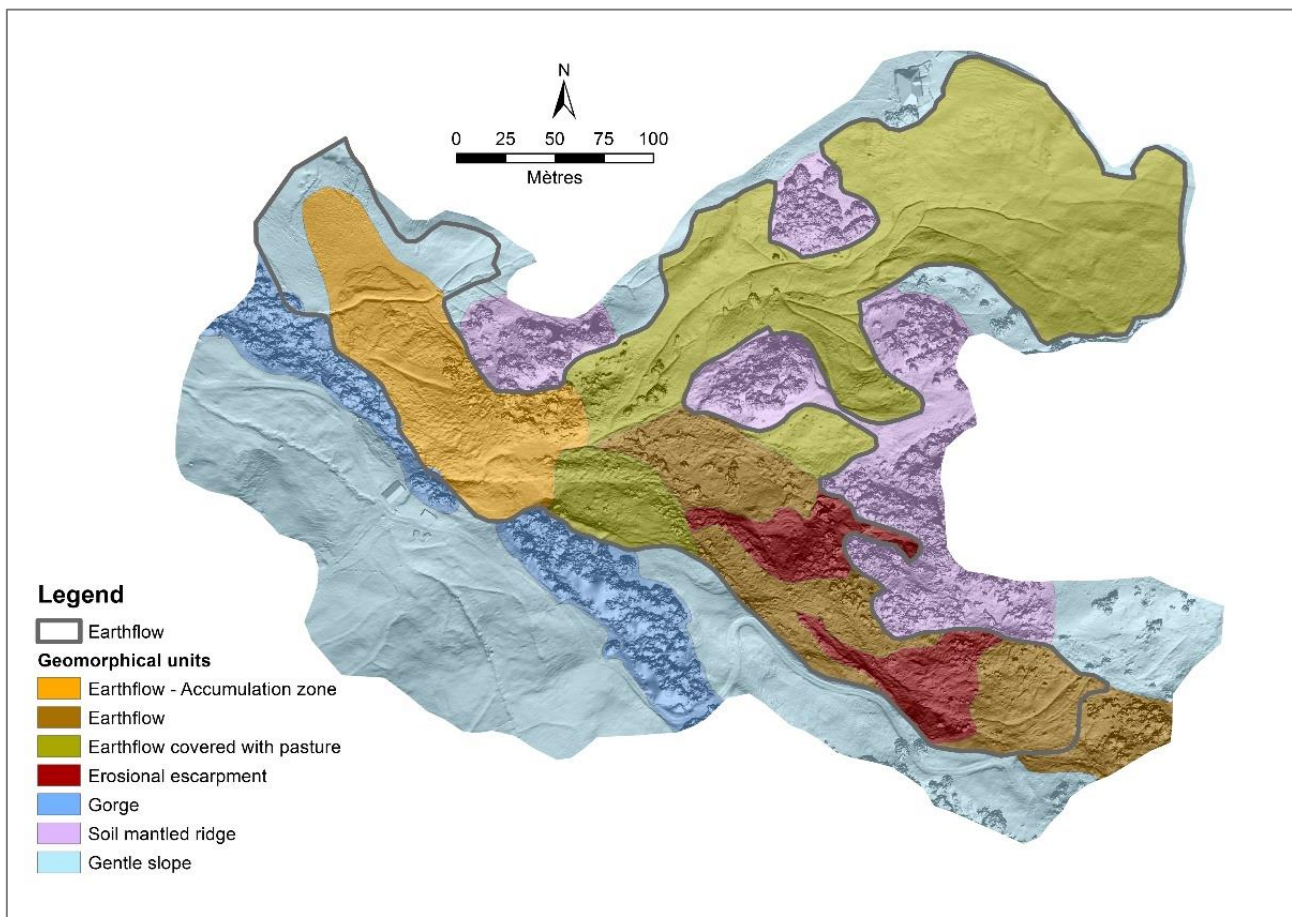 N
0 25 50 75 100
Mètres
Legend
Earthflow
Geomorphical units
Earthflow - Accumulation zone
Earthflow
Earthflow covered with pasture
Erosional escarpment
Gorge
Soil mantled ridge
Gentle slope